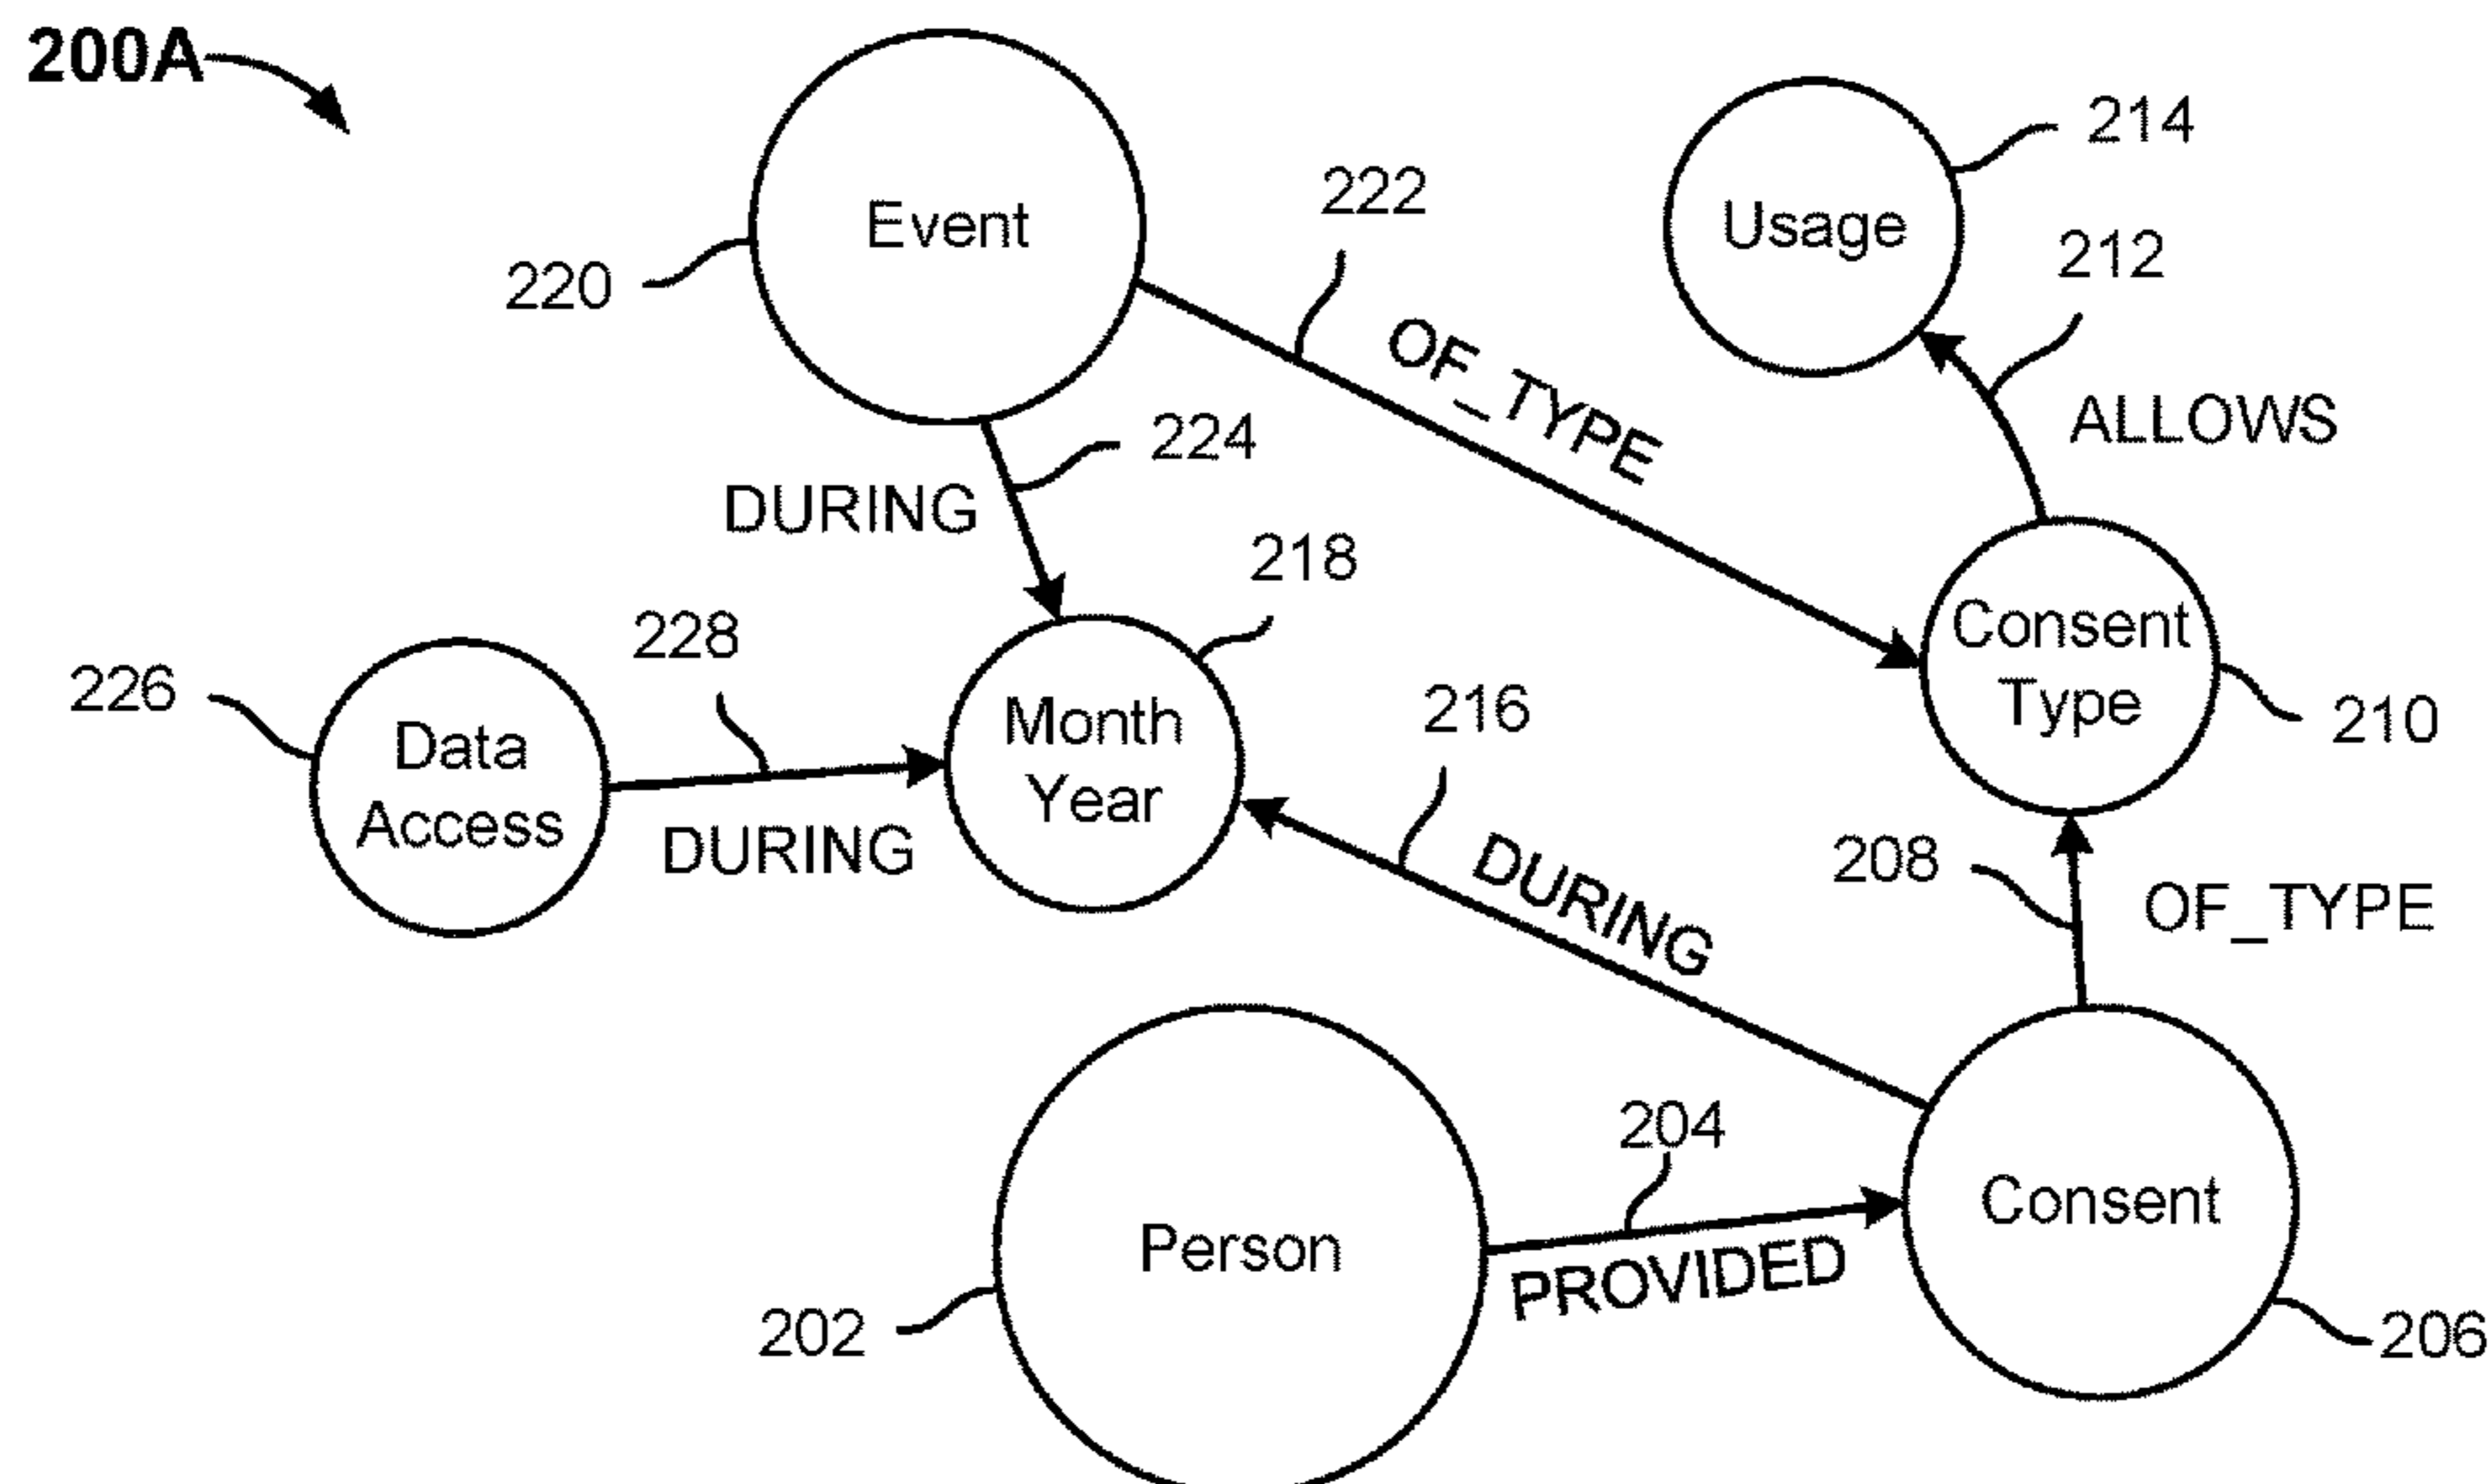 200A
Event
220
222
OF_TYPE
Usage
214
212
ALLOWS
224
DURING
218
Month
Year
226
Data
Access
228
DURING
216
DURING
Consent
Type
210
208
OF_TYPE
Person
202
204
PROVIDED
Consent
206